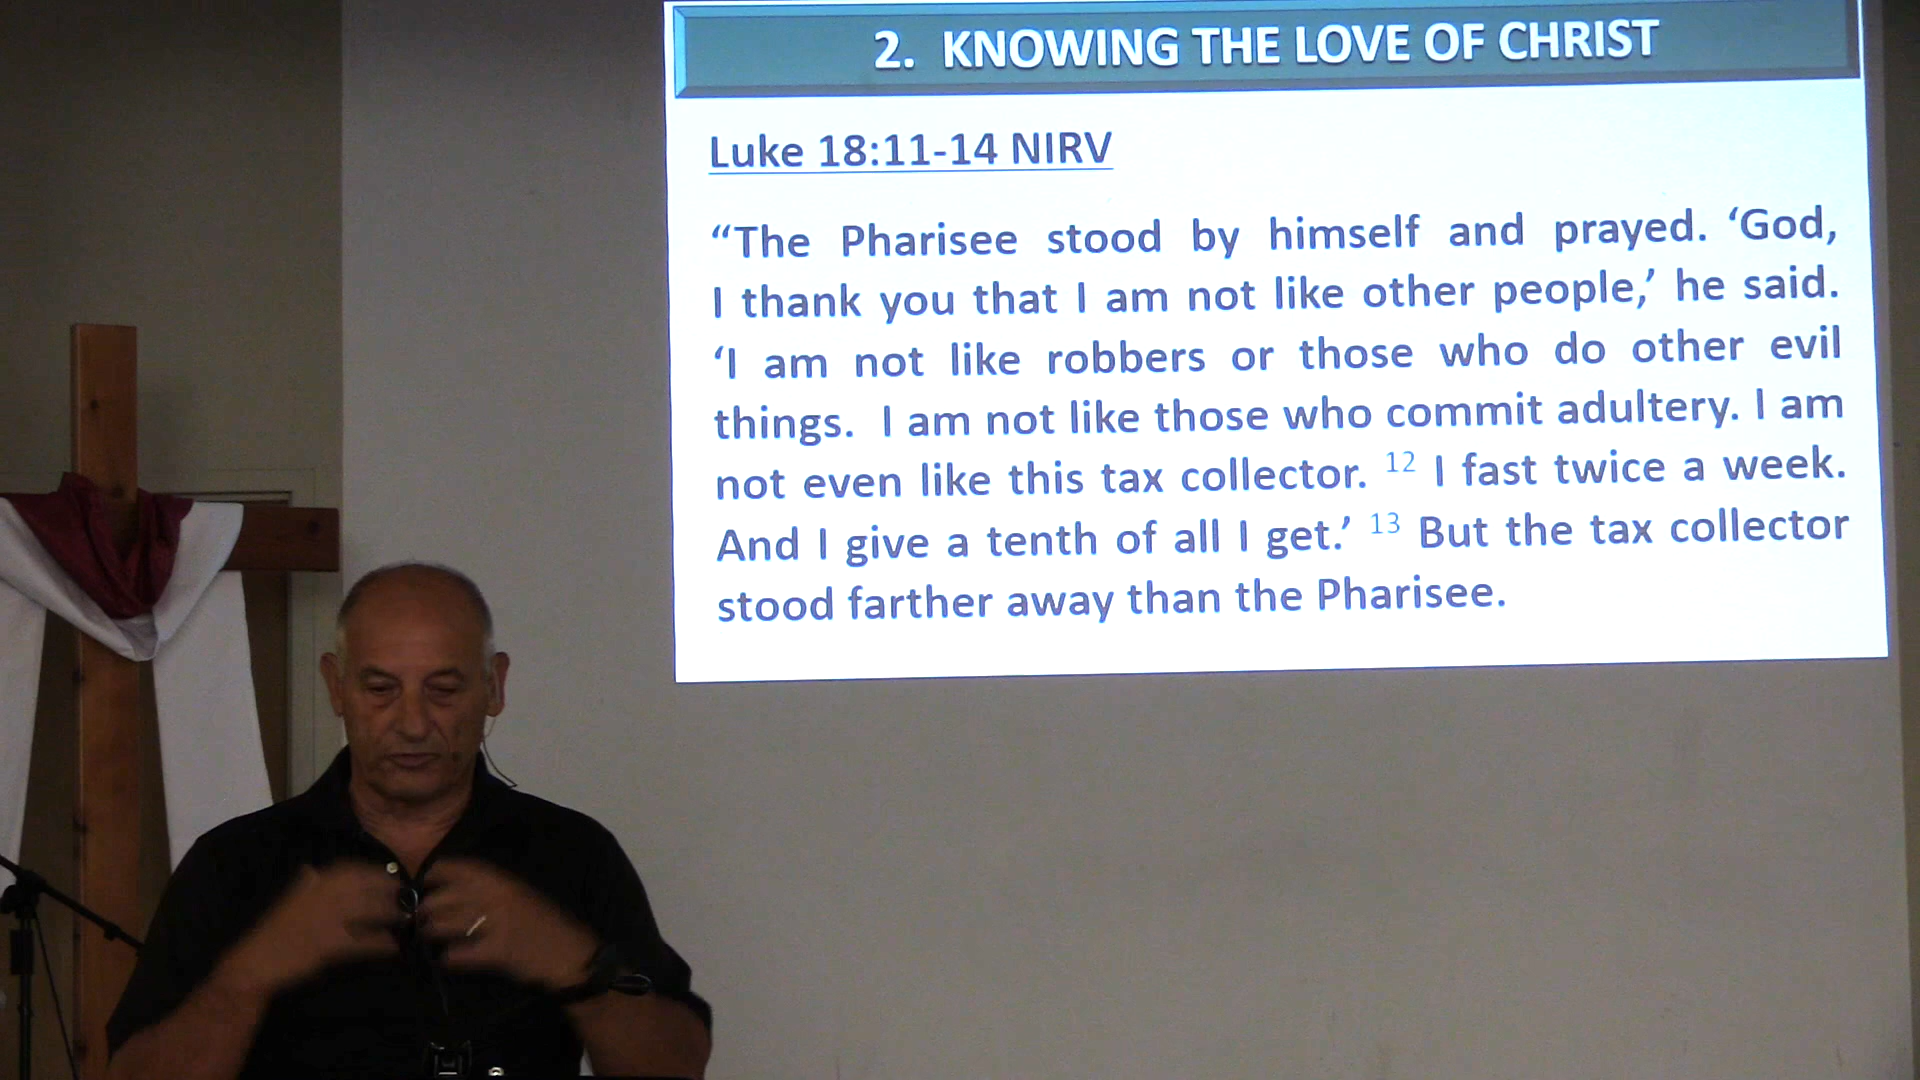 2. KNOWING THE LOVE OF CHRIST
Luke 18:11-14 NIRV
“The Pharisee stood by himself and prayed. ‘God,
I thank you that I am not like other people,’ he said.
‘I am not like robbers or those who do other evil
things. I am not like those who commit adultery. I am
not even like this tax collector. 12 I fast twice a week.
And I give a tenth of all I get.’ 13 But the tax collector
stood farther away than the Pharisee.